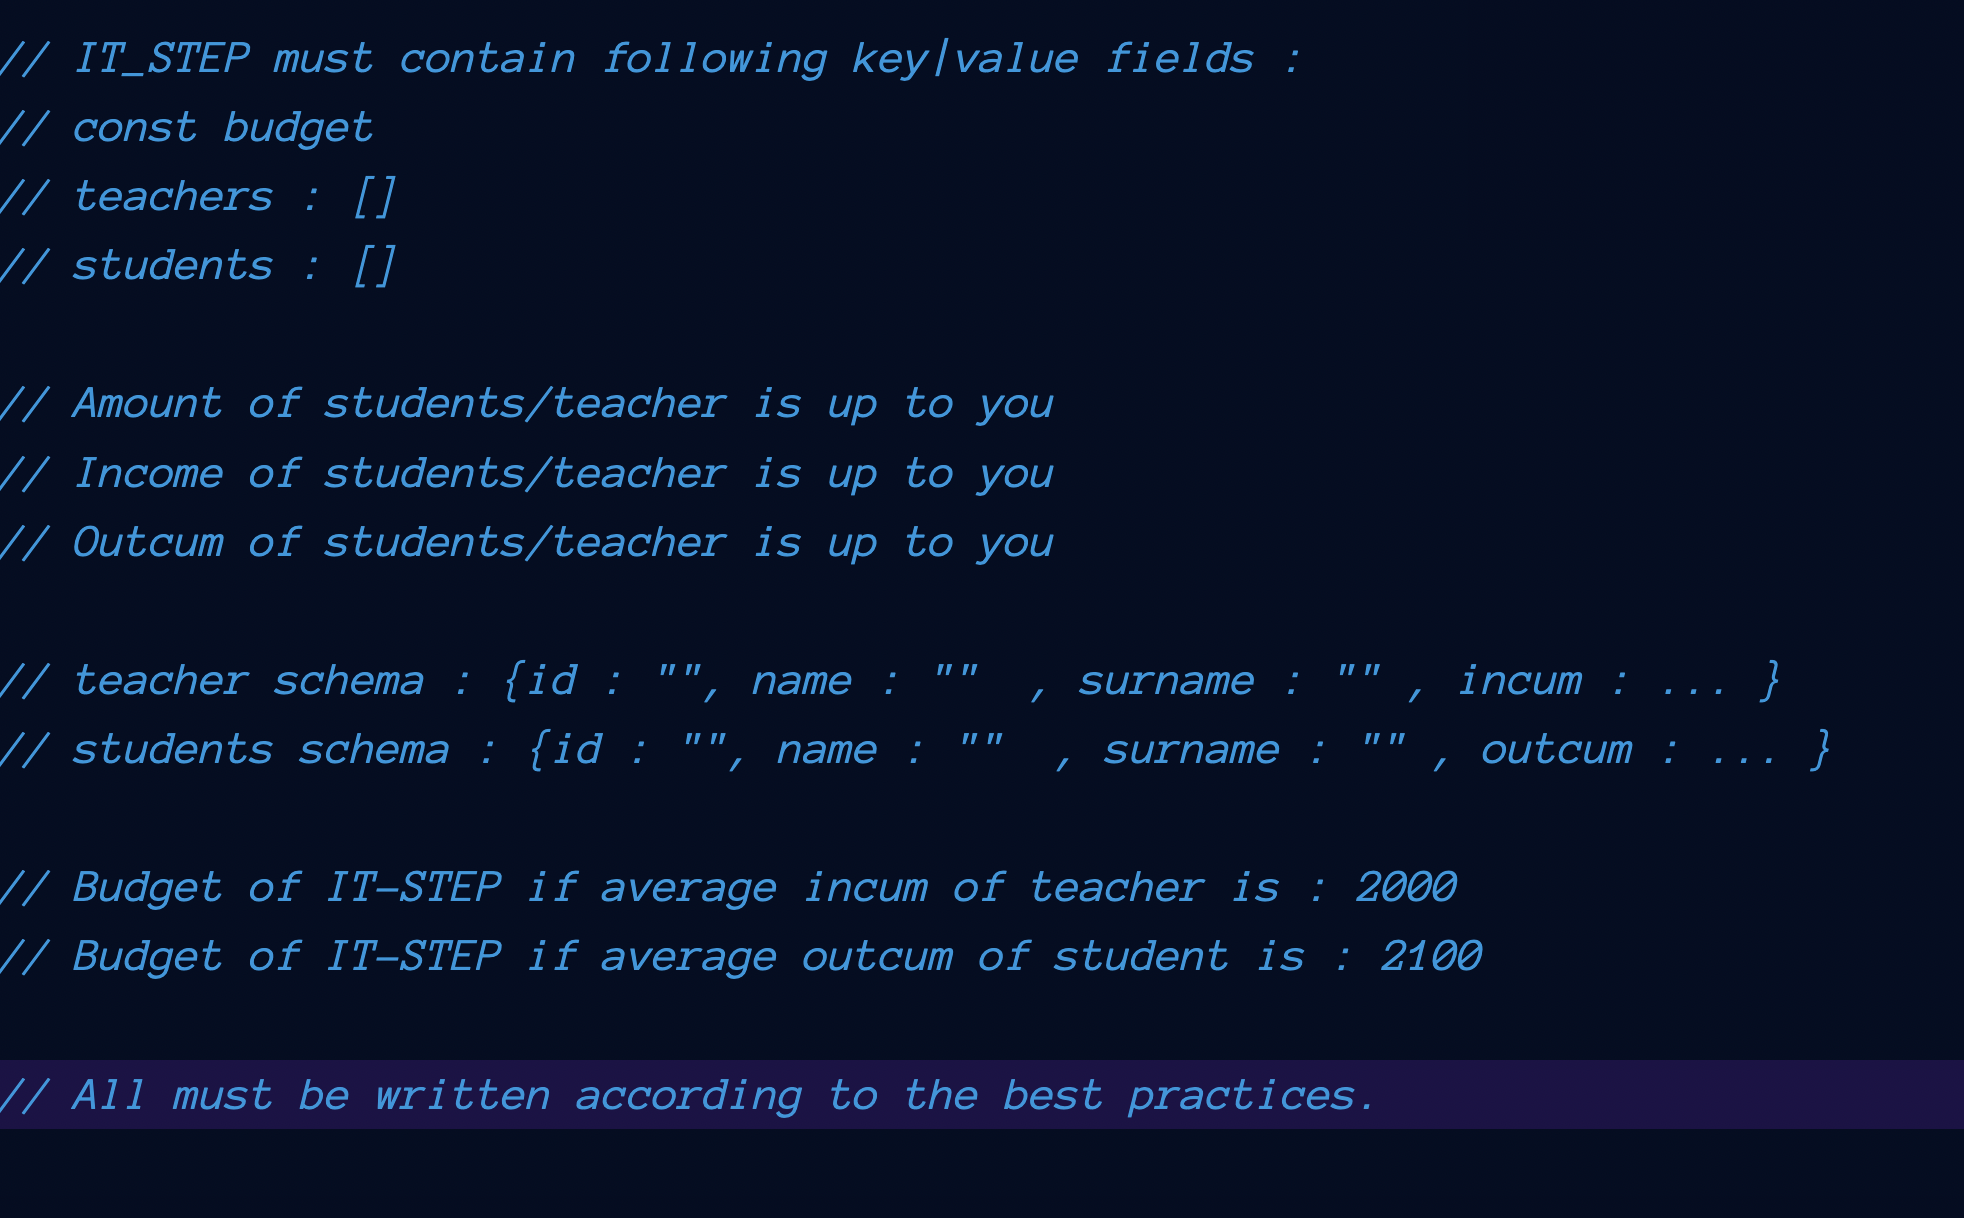 // IT_STEP must contain following key|value fields :
// const budget
// teachers : []
// students : []
// Amount of students/teacher is up to you
// Income of students/teacher is up to you
// Outcum of students/teacher is up to you
// teacher schema : {id : "", name : ""  , surname : "" , incum : ... }
// students schema : {id : "", name : ""  , surname : "" , outcum : ... }
// Budget of IT-STEP if average incum of teacher is : 2000
// Budget of IT-STEP if average outcum of student is : 2100
// All must be written according to the best practices.